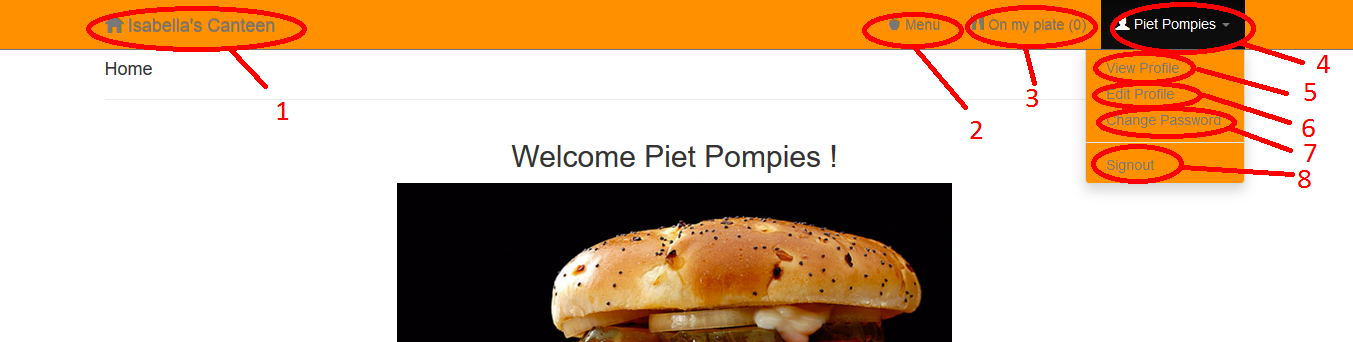 Isabella's Canteen
Menu
On my plate (0)
Piet Pompies
Home
View Profile
4
Edit Profile
5
1
2
3
Change Password
6
7
Signout
8
Welcome Piet Pompies !